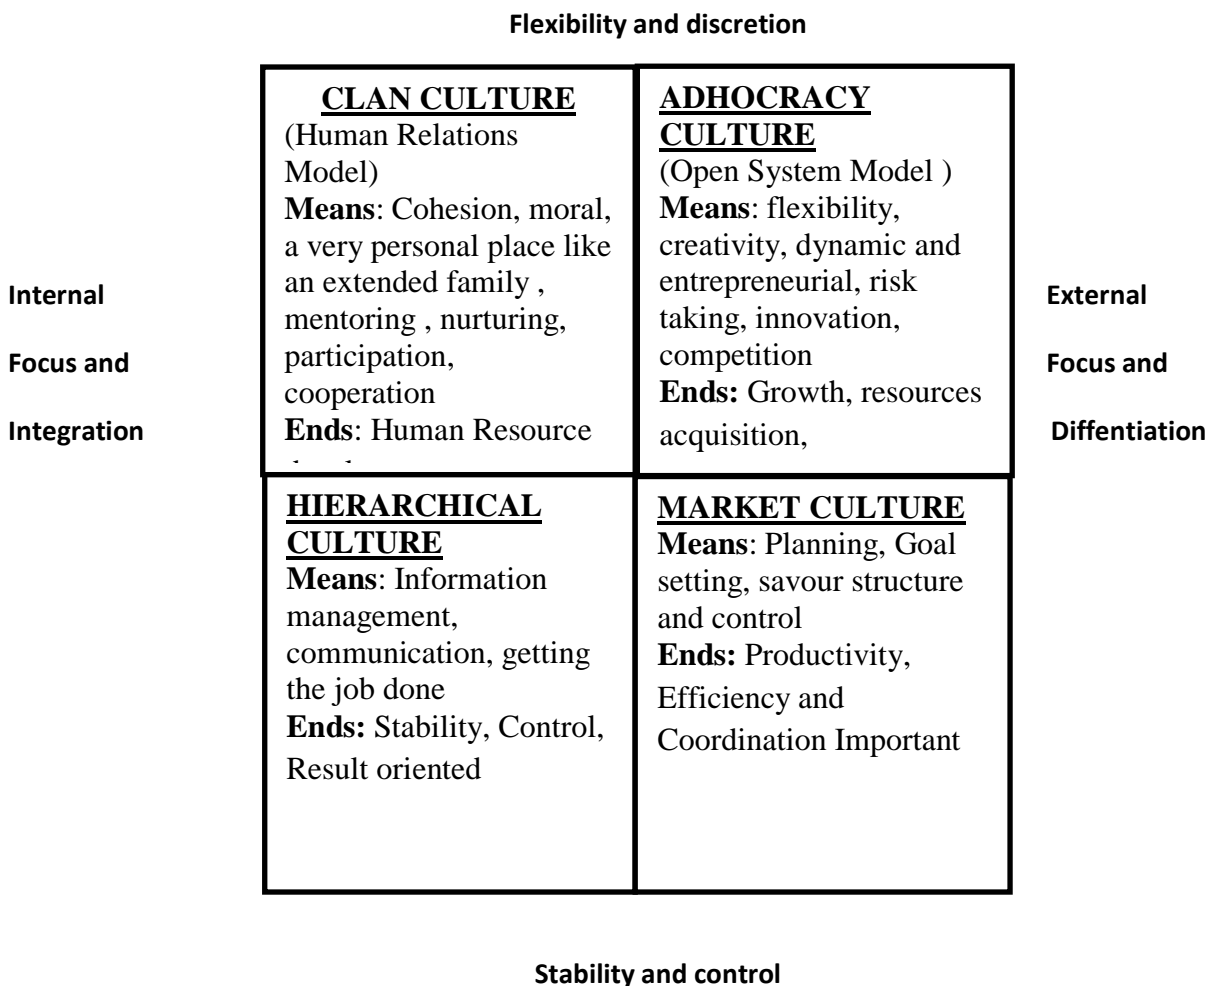 Flexibility and discretion
CLAN CULTURE
(Human Relations
Model)
Means: Cohesion, moral,
a very personal place like
an extended family ,
mentoring , nurturing,
participation,
cooperation
Ends: Human Resource
ADHOCRACY
CULTURE
(Open System Model )
Means: flexibility,
creativity, dynamic and
entrepreneurial, risk
taking, innovation,
competition
Ends: Growth, resources
acquisition,
Internal
Focus and
Integration
External
Focus and
Diffentiation
HIERARCHICAL
CULTURE
Means: Information
management,
communication, getting
the job done
Ends: Stability, Control,
Result oriented
MARKET CULTURE
Means: Planning, Goal
setting, savour structure
and control
Ends: Productivity,
Efficiency and
Coordination Important
Stability and control